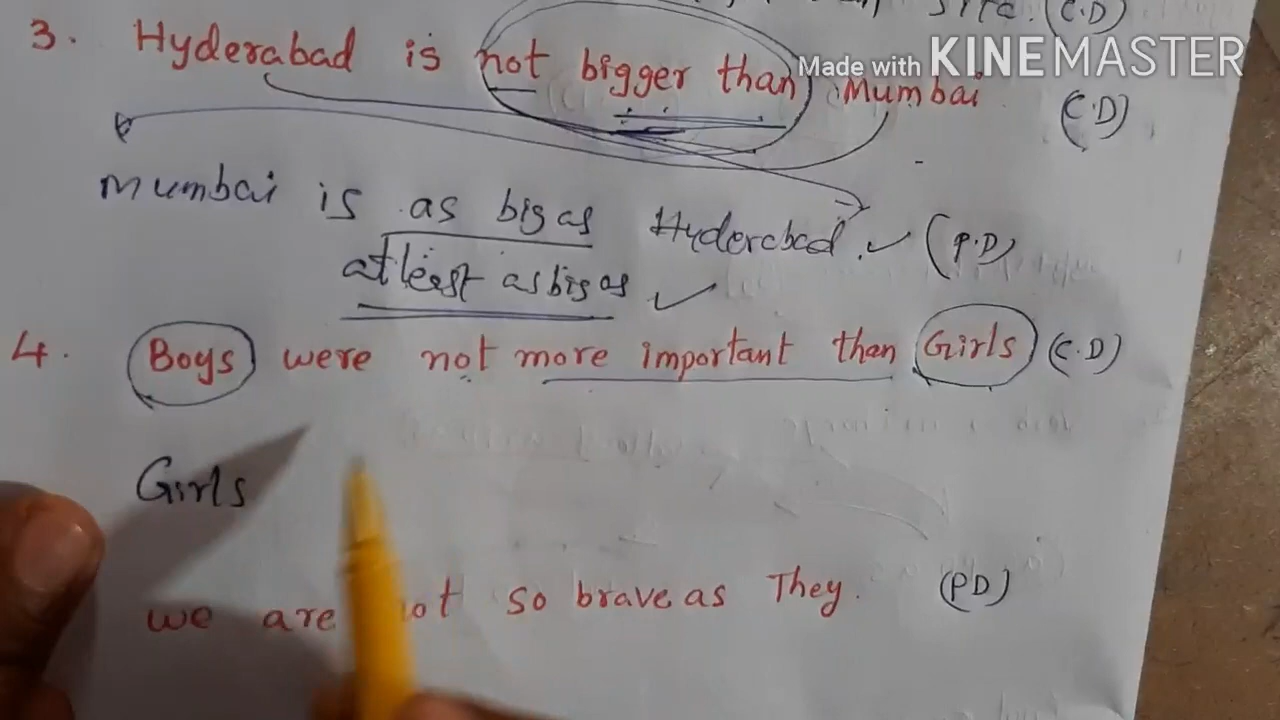 Site. (C.D)
3. Hyderabad is not bigger than Mumbai (C.D)
Made with KINEMASTER
Mumbai is as big as Hyderabad. (P.D)
atleast as big as
4. Boys were not more important than Girls (C.D)
Girls
we are not so brave as They. (PD)